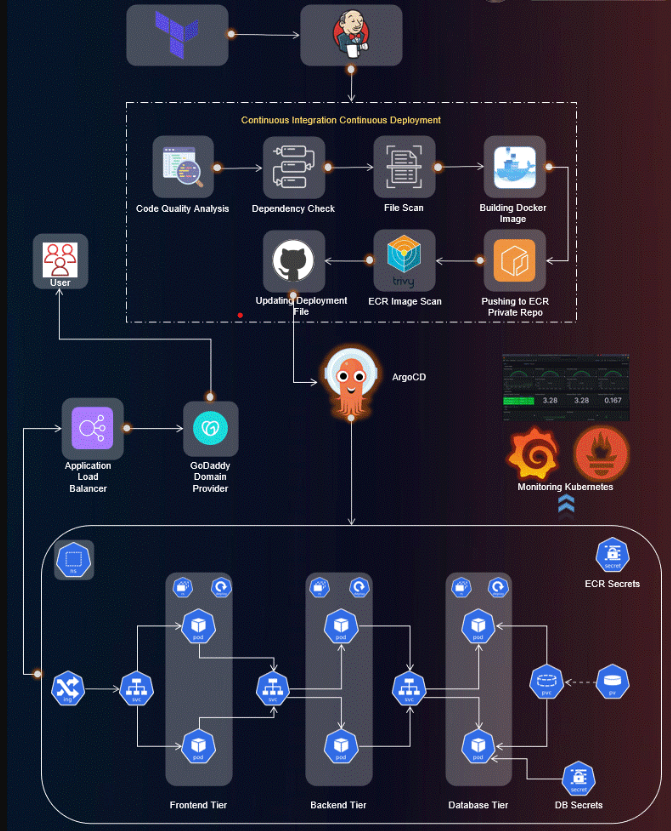 Continuous Integration Continuous Deployment
Code Quality Analysis
Dependency Check
File Scan
Building Docker
Image
User
Updating Deployment
File
trivy
ECR Image Scan
Pushing to ECR
Private Repo
ArgoCD
3.28
3.28
0.167
Application
Load
Balancer
GoDaddy
Domain
Provider
Monitoring Kubernetes
ns
secret
ECR Secrets
pod
pod
pod
ing
svc
svc
svc
pvc
pv
pod
pod
pod
secret
Frontend Tier
Backend Tier
Database Tier
DB Secrets